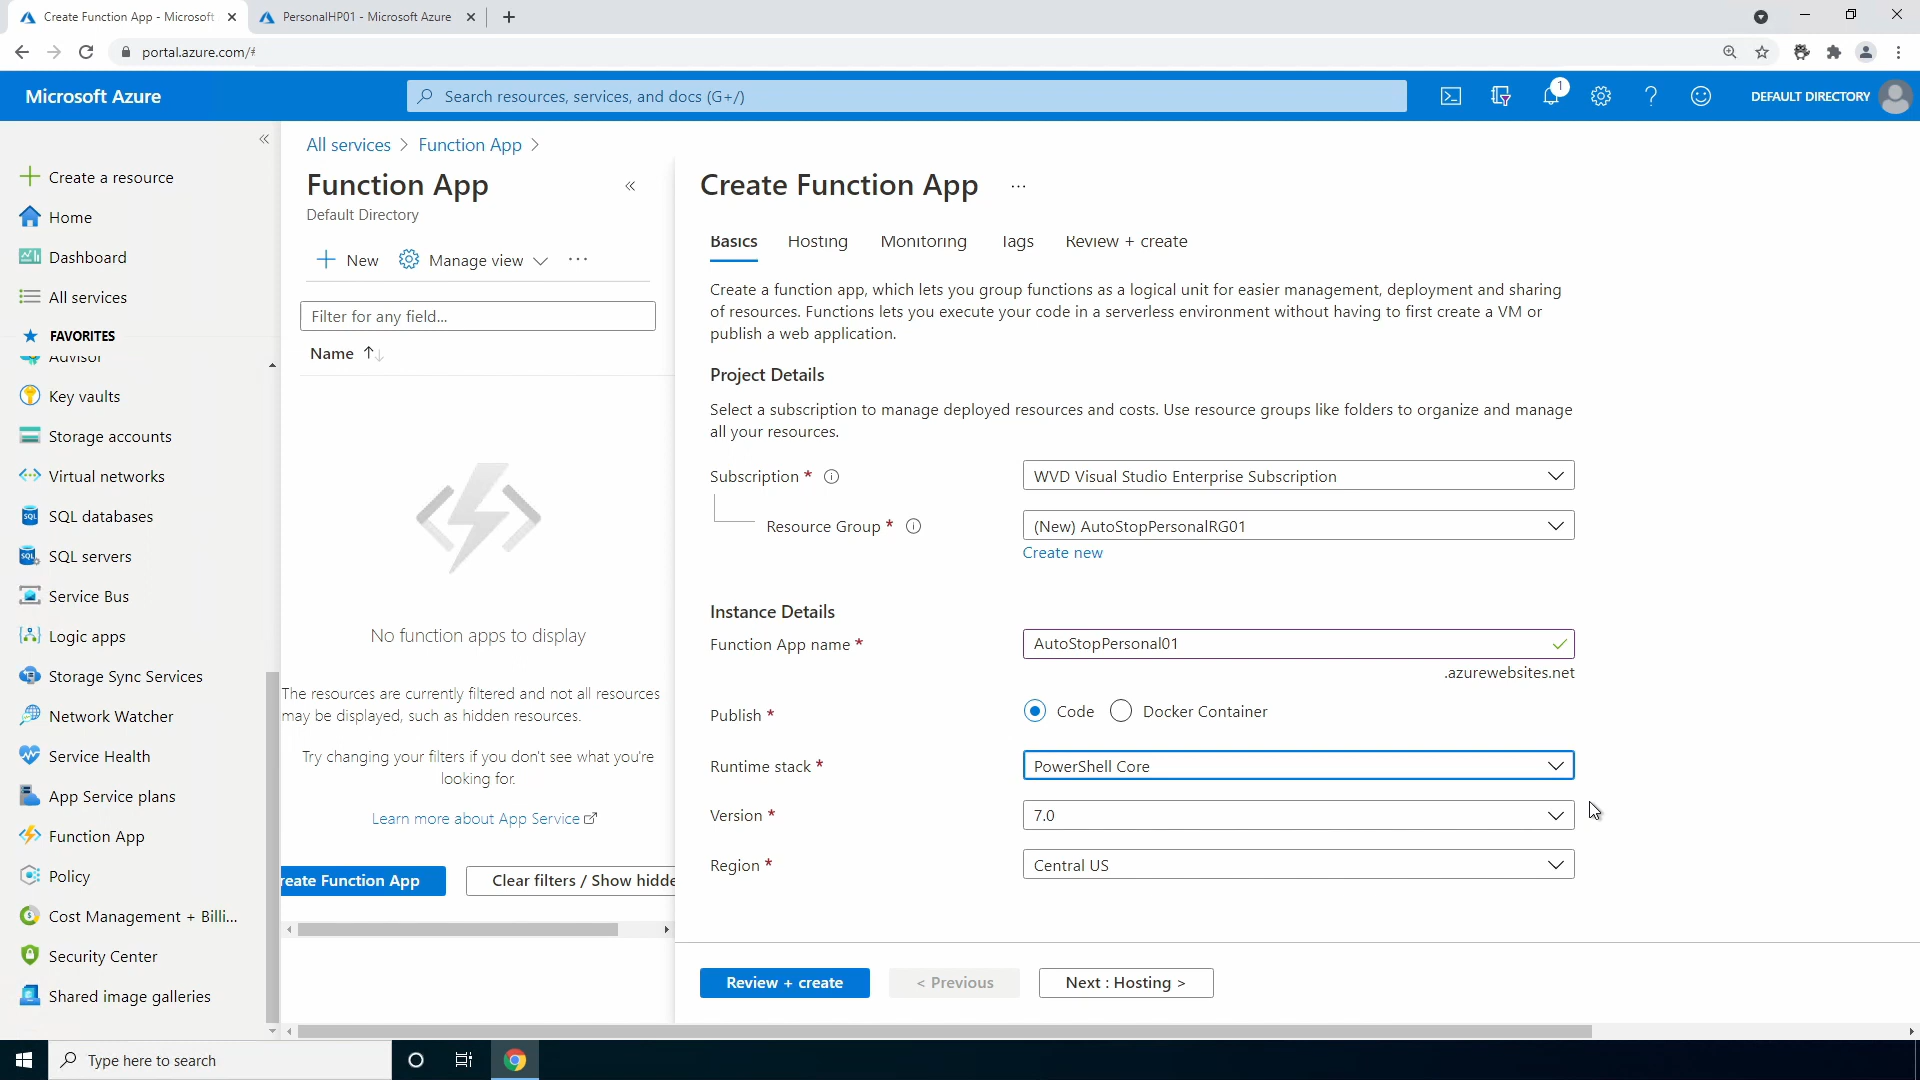 Create Function App - Microsoft
PersonalHP01 - Microsoft Azure
portal.azure.com/#
Microsoft Azure
Search resources, services, and docs (G+/)
1
DEFAULT DIRECTORY
Create a resource
Home
Dashboard
All services
FAVORITES
Advisor
Key vaults
Storage accounts
Virtual networks
SQL databases
SQL servers
Service Bus
Logic apps
Storage Sync Services
Network Watcher
Service Health
App Service plans
Function App
Policy
Cost Management + Billi...
Security Center
Shared image galleries
All services > Function App >
Function App
Default Directory
New
Manage view
Filter for any field...
Name
No function apps to display
The resources are currently filtered and not all resources
may be displayed, such as hidden resources.
Try changing your filters if you don't see what you're
looking for.
Learn more about App Service
reate Function App
Clear filters / Show hidde
Create Function App
...
Basics
Hosting
Monitoring
Tags
Review + create
Create a function app, which lets you group functions as a logical unit for easier management, deployment and sharing
of resources. Functions lets you execute your code in a serverless environment without having to first create a VM or
publish a web application.
Project Details
Select a subscription to manage deployed resources and costs. Use resource groups like folders to organize and manage
all your resources.
Subscription *
WVD Visual Studio Enterprise Subscription
Resource Group *
(New) AutoStopPersonalRG01
Create new
Instance Details
Function App name *
AutoStopPersonal01
.azurewebsites.net
Publish *
Code
Docker Container
Runtime stack *
PowerShell Core
Version *
7.0
Region *
Central US
Review + create
< Previous
Next : Hosting >
Type here to search